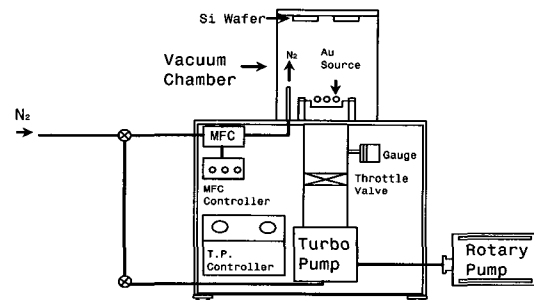 Si Wafer
Vacuum
Chamber
N₂
Au
Source
N₂
MFC
Gauge
MFC
Controller
Throttle
Valve
T.P.
Controller
Turbo
Pump
Rotary
Pump